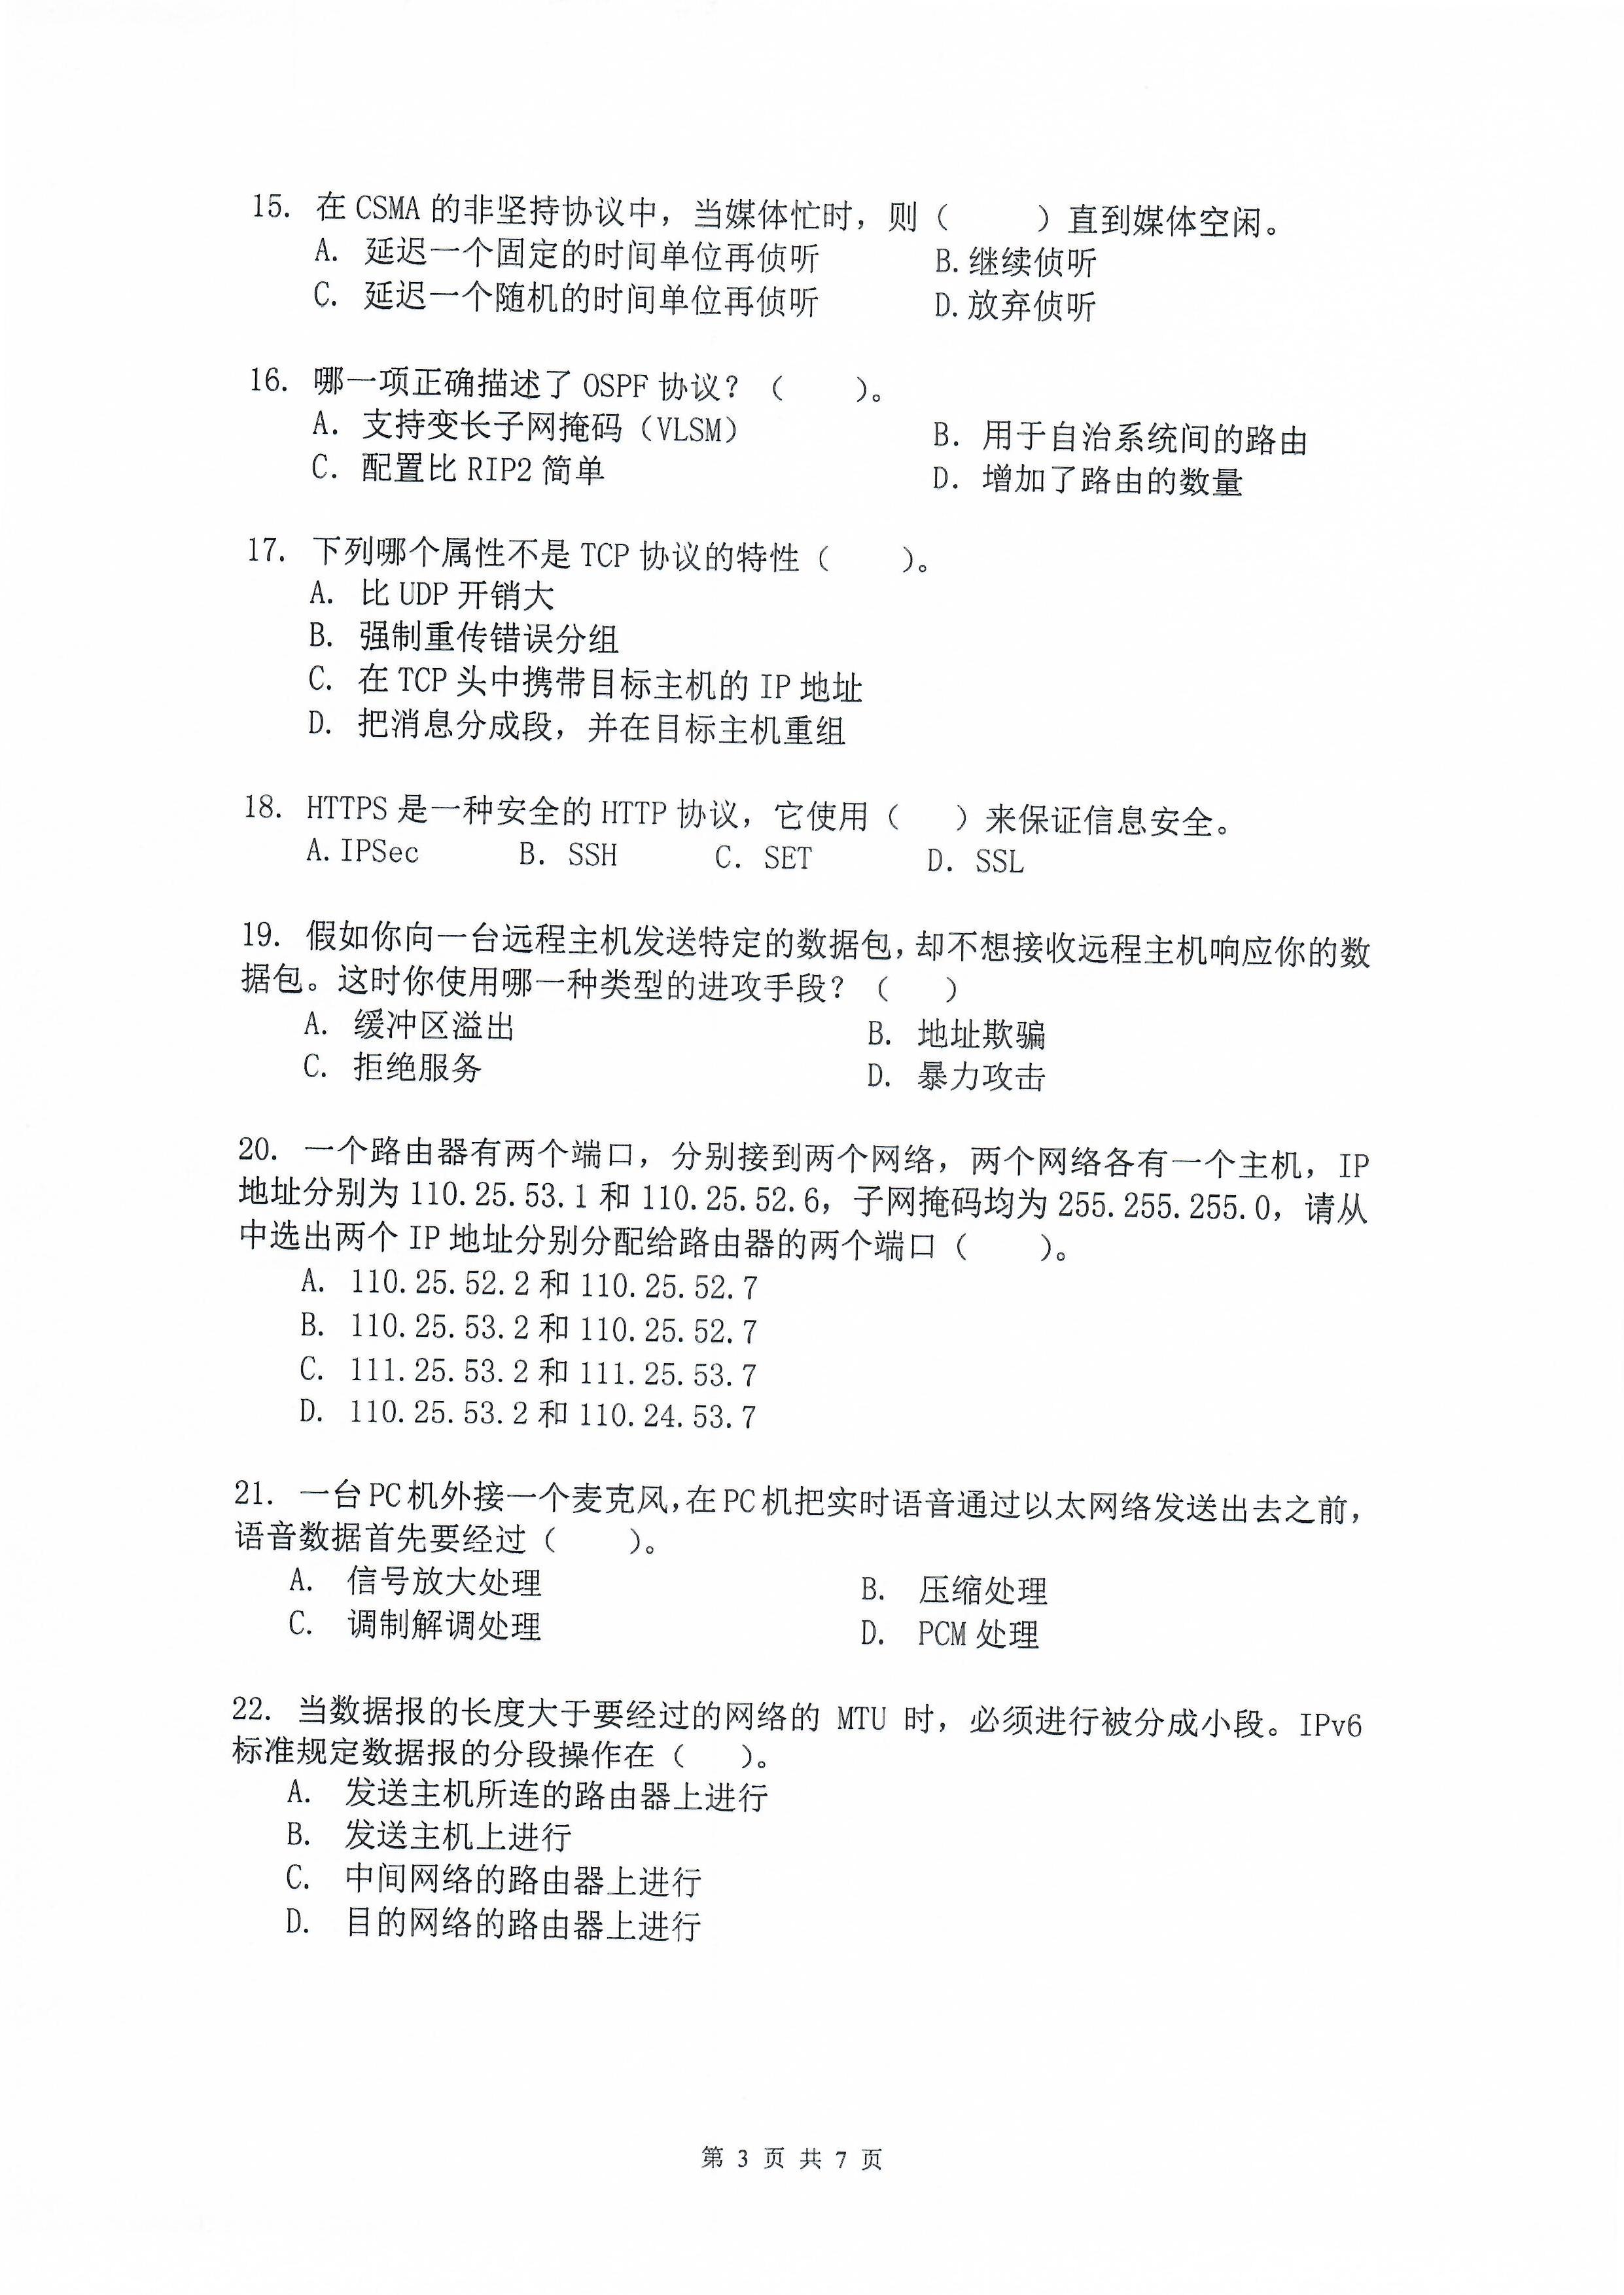 15. 在 CSMA 的非坚持协议中，当媒体忙时，则（　　）直到媒体空闲。
A. 延迟一个固定的时间单位再侦听　　B.继续侦听
C. 延迟一个随机的时间单位再侦听　　D.放弃侦听
16. 哪一项正确描述了 OSPF 协议？（　　）。
A. 支持变长子网掩码（VLSM）　　B. 用于自治系统间的路由
C. 配置比 RIP2 简单　　D. 增加了路由的数量
17. 下列哪个属性不是 TCP 协议的特性（　　）。
A. 比 UDP 开销大
B. 强制重传错误分组
C. 在 TCP 头中携带目标主机的 IP 地址
D. 把消息分成段，并在目标主机重组
18. HTTPS 是一种安全的 HTTP 协议，它使用（　　）来保证信息安全。
A.IPSec　　B. SSH　　C. SET　　D. SSL
19. 假如你向一台远程主机发送特定的数据包,却不想接收远程主机响应你的数
据包。这时你使用哪一种类型的进攻手段？（　　）
A. 缓冲区溢出　　B. 地址欺骗
C. 拒绝服务　　D. 暴力攻击
20. 一个路由器有两个端口，分别接到两个网络，两个网络各有一个主机，IP
地址分别为 110.25.53.1 和 110.25.52.6，子网掩码均为 255.255.255.0，请从
中选出两个 IP 地址分别分配给路由器的两个端口（　　）。
A. 110.25.52.2 和 110.25.52.7
B. 110.25.53.2 和 110.25.52.7
C. 111.25.53.2 和 111.25.53.7
D. 110.25.53.2 和 110.24.53.7
21. 一台PC机外接一个麦克风,在PC机把实时语音通过以太网络发送出去之前，
语音数据首先要经过（　　）。
A. 信号放大处理　　B. 压缩处理
C. 调制解调处理　　D. PCM 处理
22. 当数据报的长度大于要经过的网络的 MTU 时，必须进行被分成小段。IPv6
标准规定数据报的分段操作在（　　）。
A. 发送主机所连的路由器上进行
B. 发送主机上进行
C. 中间网络的路由器上进行
D. 目的网络的路由器上进行
第 3 页 共 7 页